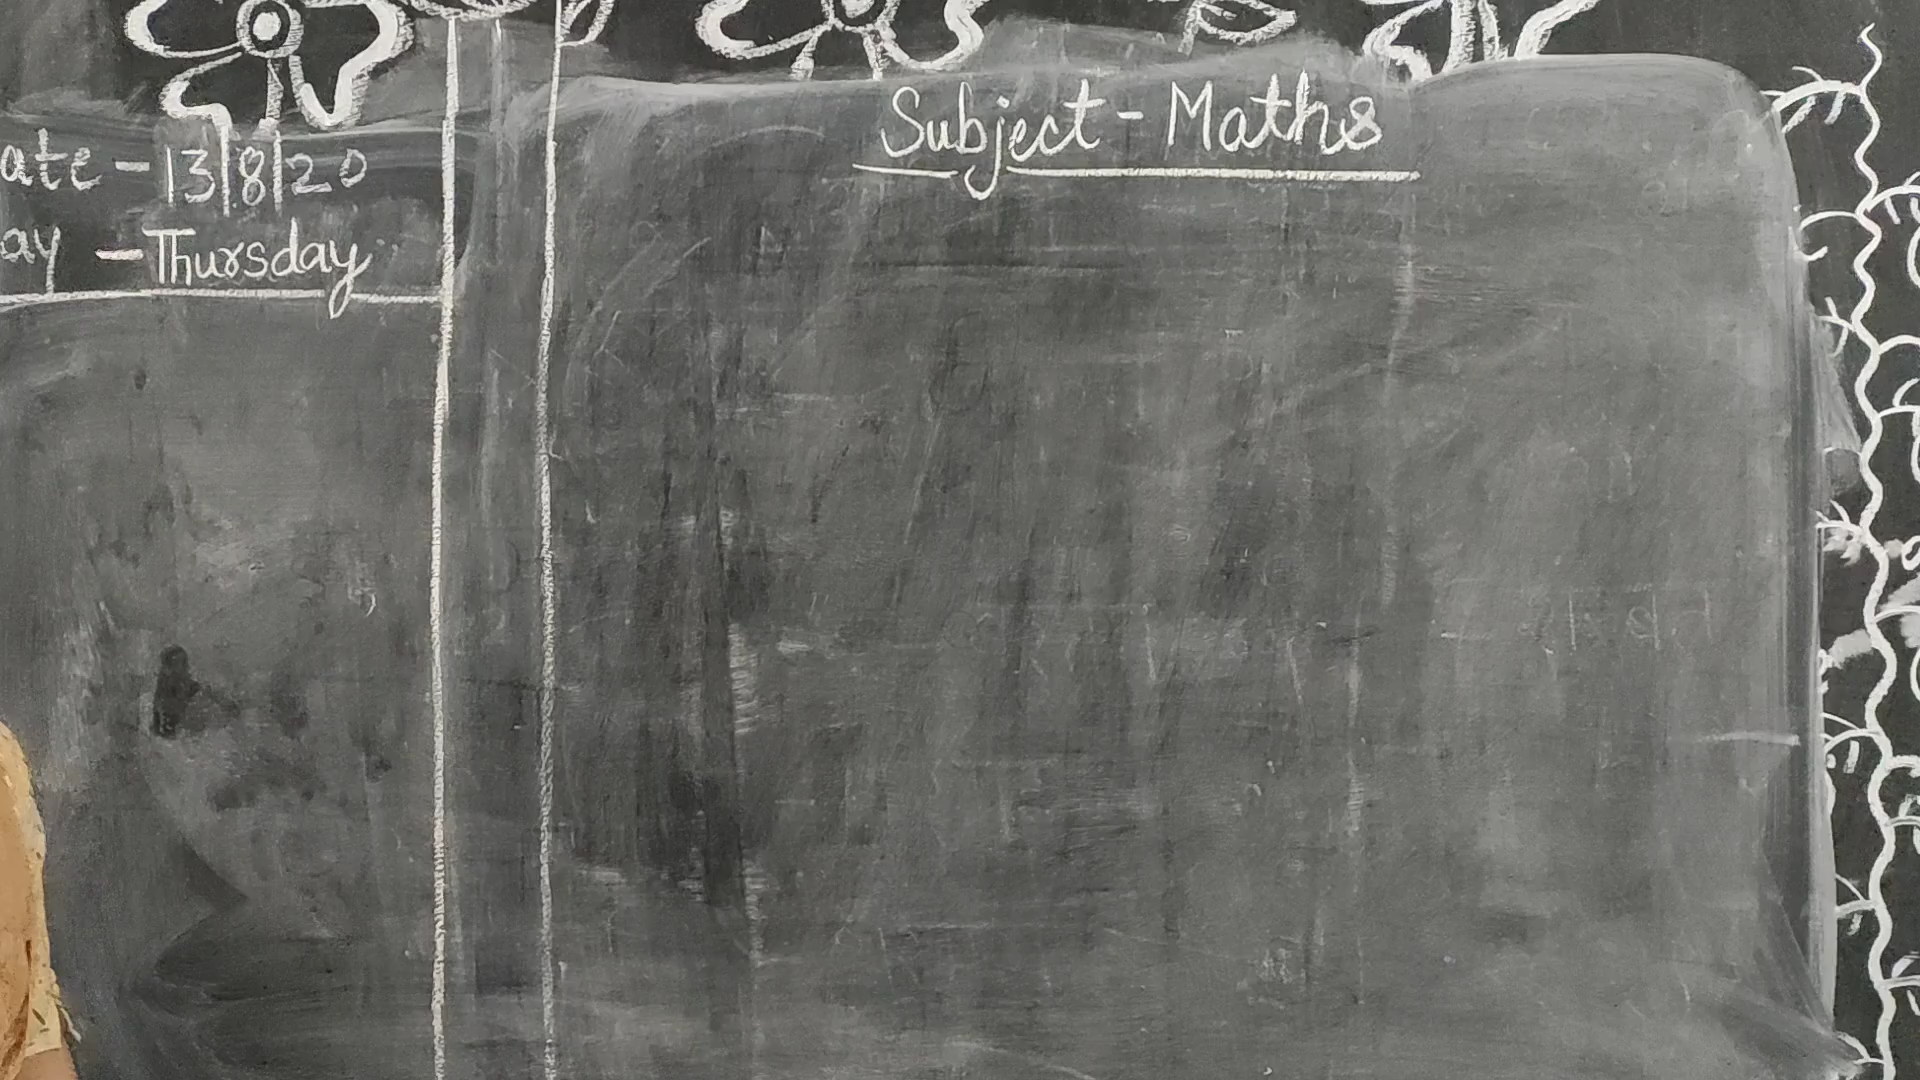 ate - 13/8/20
ay - Thursday
Subject - Maths